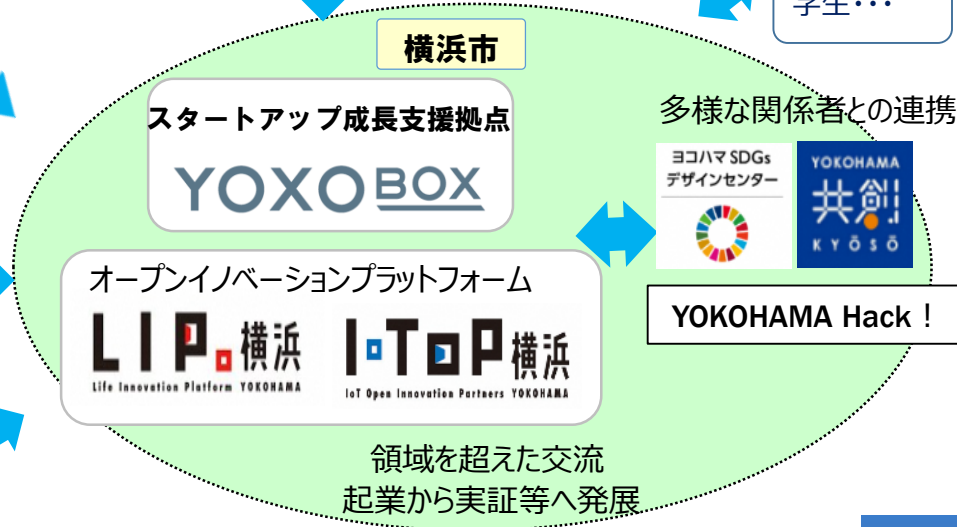 学生・・・
横浜市
スタートアップ成長支援拠点
YOXO BOX
多様な関係者との連携
ヨコハマ SDGs
デザインセンター
YOKOHAMA
共創!
KYŌSŌ
オープンイノベーションプラットフォーム
LIP.横浜
Life Innovation Platform YOKOHAMA
I・TOP横浜
IoT Open Innovation Partners YOKOHAMA
YOKOHAMA Hack！
領域を超えた交流
起業から実証等へ発展